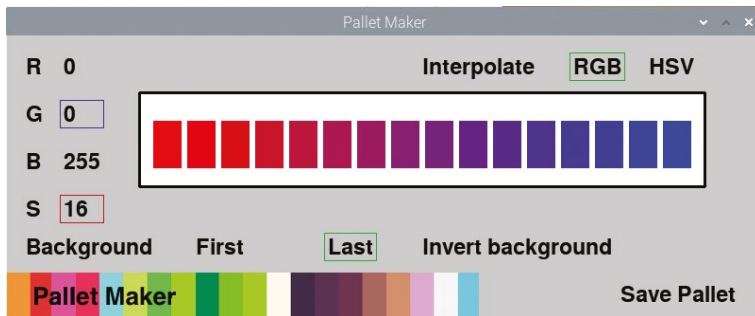 Pallet Maker
R 0 Interpolate RGB HSV
G 0
B 255
S 16
Background First Last Invert background
Pallet Maker Save Pallet